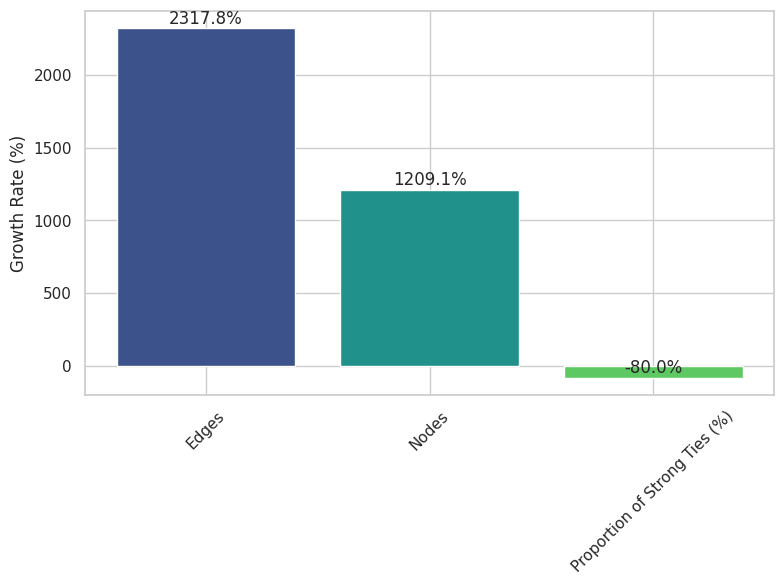 2317.8%
2000
1500
1209.1%
1000
500
0
-80.0%
Growth Rate (%)
Edges
Nodes
Proportion of Strong Ties (%)